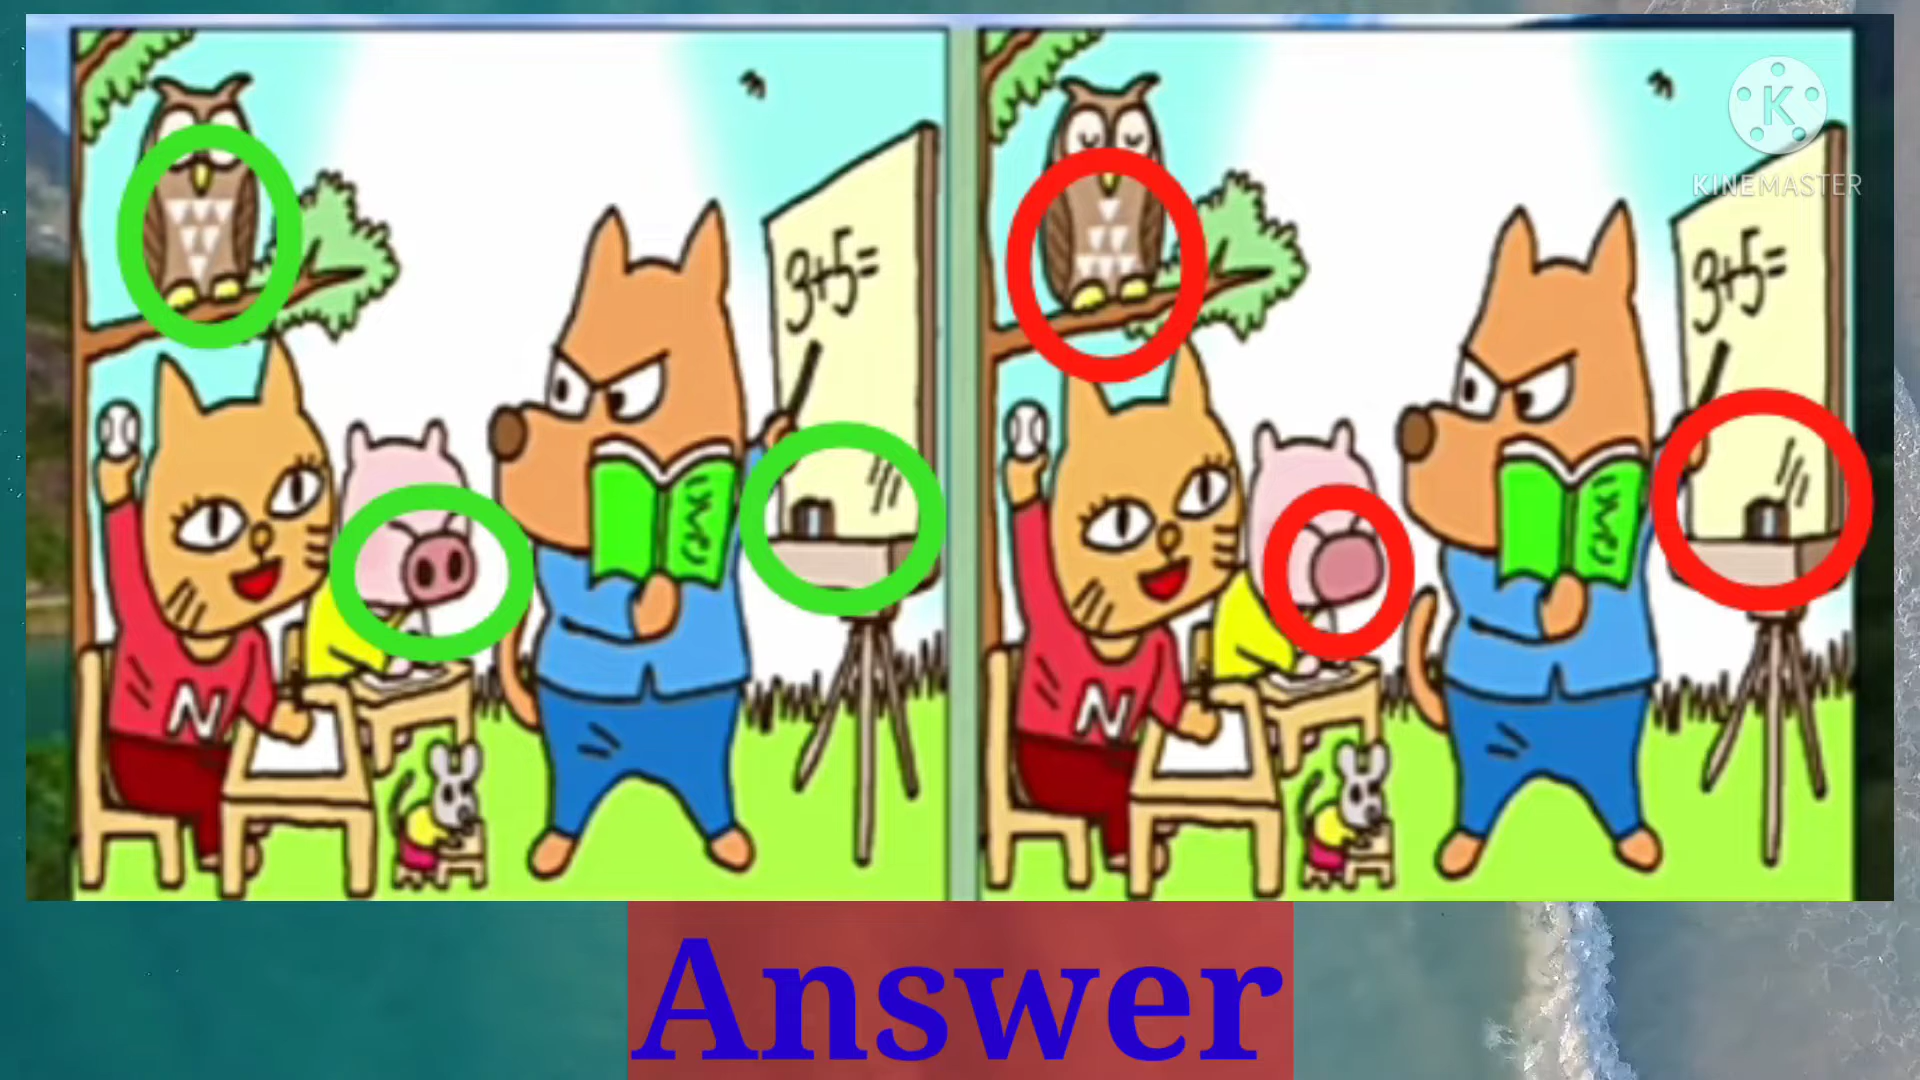 3+5=
3+5=
K
KINEMASTER
N
N
Answer